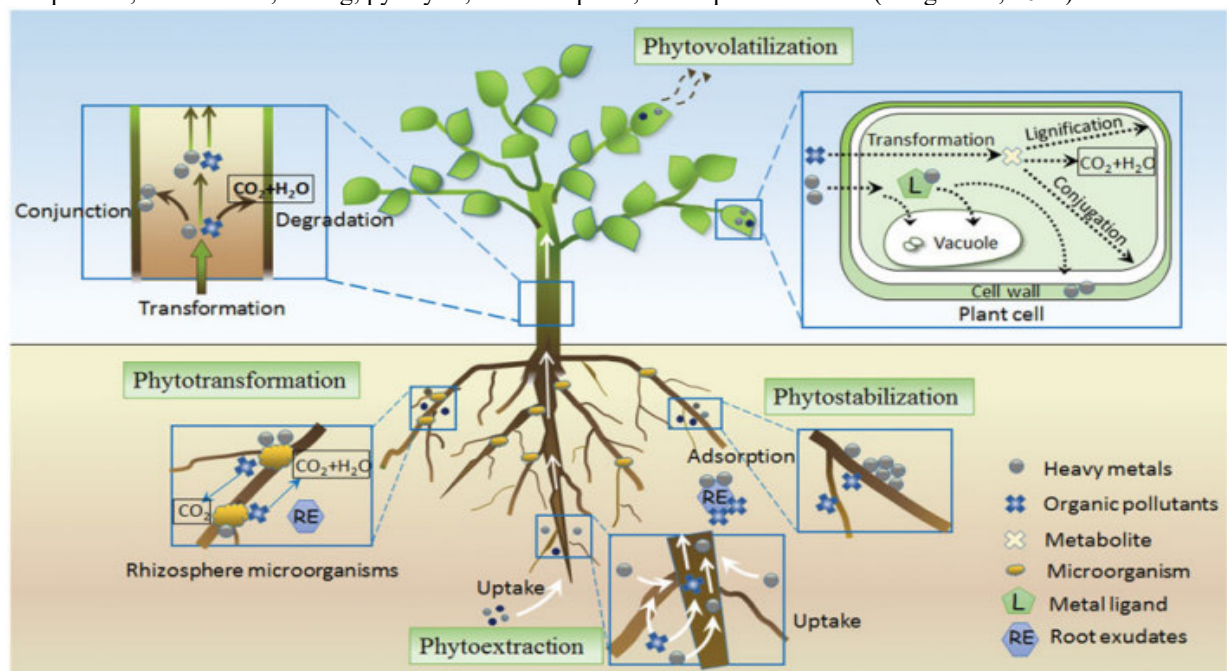 Phytovolatilization
Conjunction
CO2+H2O
Degradation
Transformation
Transformation
Lignification
CO2+H2O
Conjugation
L
Vacuole
Cell wall
Plant cell
Phytotransformation
CO2+H2O
CO2
RE
Rhizosphere microorganisms
Uptake
Phytoextraction
Uptake
Adsorption
RE
Phytostabilization
Heavy metals
Organic pollutants
Metabolite
Microorganism
L Metal ligand
RE Root exudates